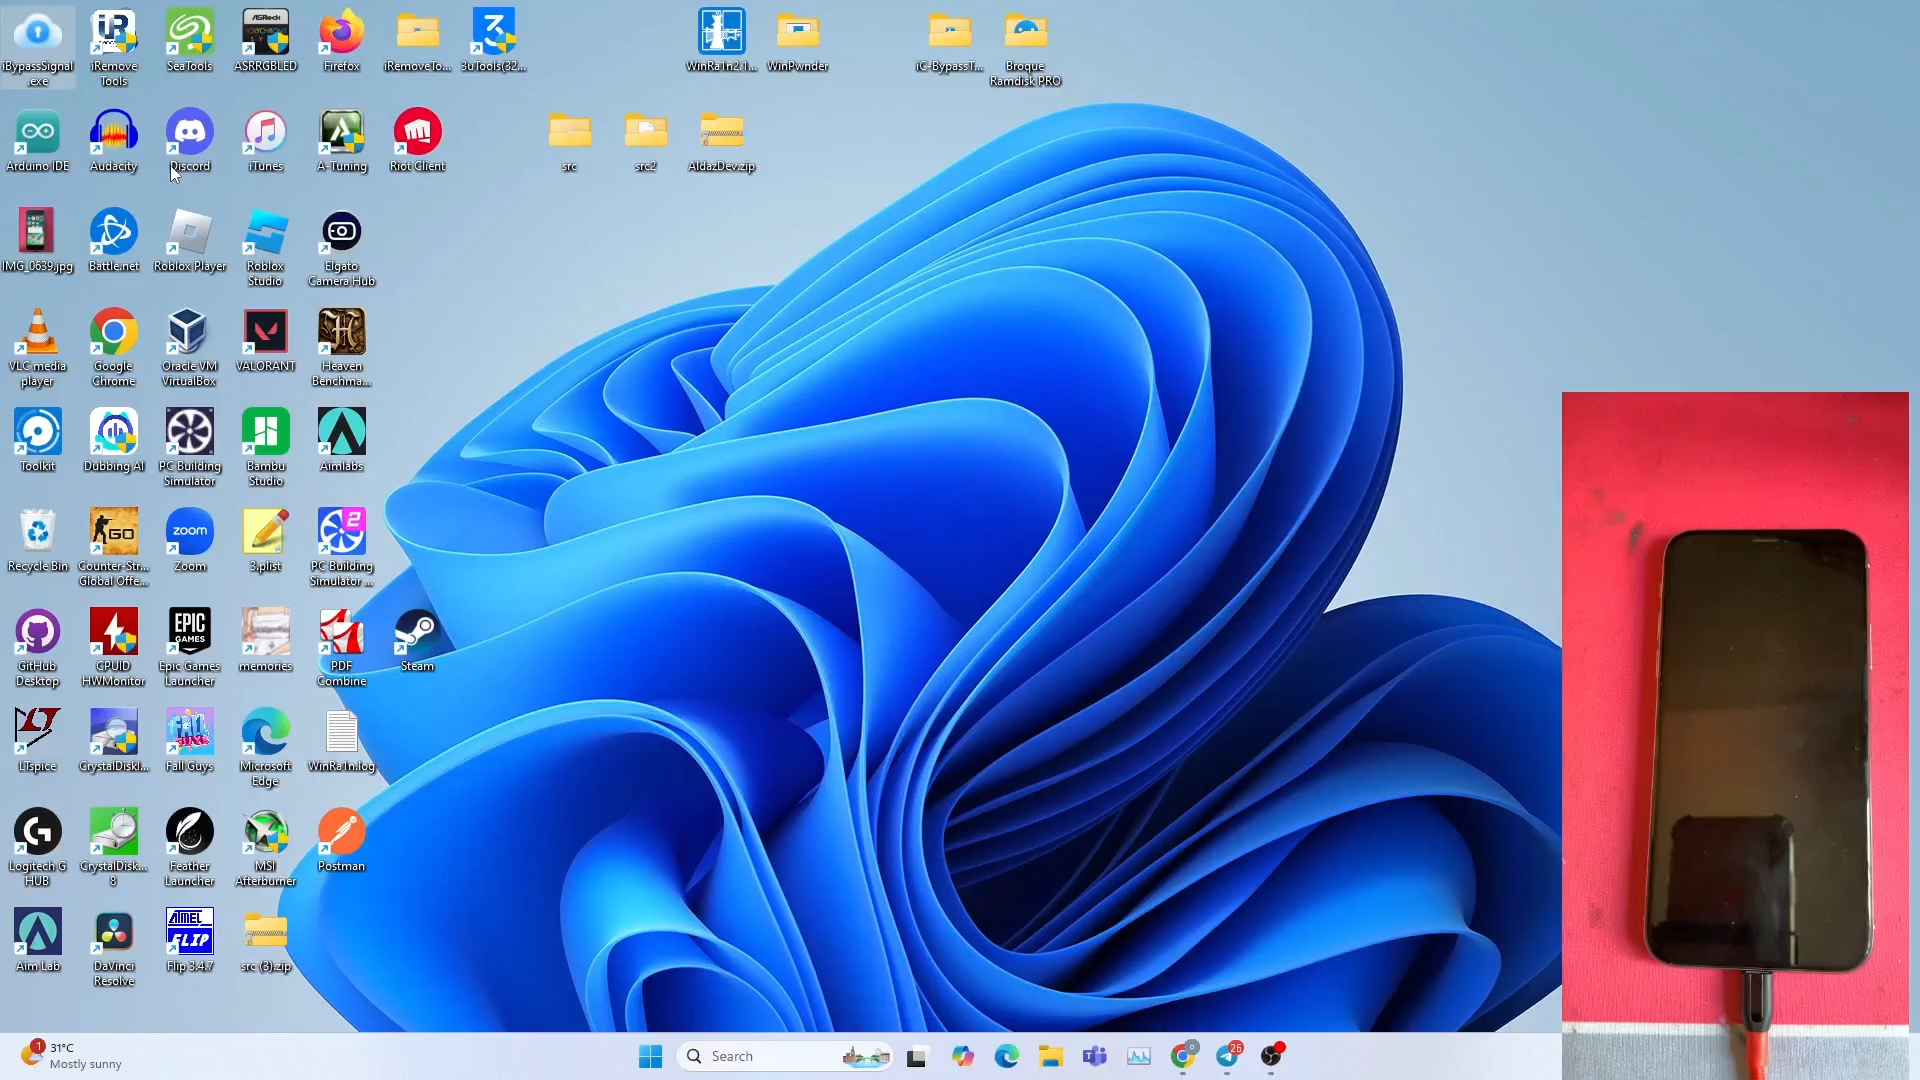 iBypassSignal
.exe
iRemove
Tools
SeaTools
ASRRGBLED
Firefox
iRemoveTo...
3uTools(32...
WinRa1n2.1...
WinPwnder
iC-BypassT...
Broque
Ramdisk PRO
Arduino IDE
Audacity
Discord
iTunes
A-Tuning
Riot Client
src
src2
AldazDev.zip
IMG_0639.jpg
Battle.net
Roblox Player
Roblox
Studio
Elgato
Camera Hub
VLC media
player
Google
Chrome
Oracle VM
VirtualBox
VALORANT
Heaven
Benchma...
Toolkit
Dubbing AI
PC Building
Simulator
Bambu
Studio
Aimlabs
Recycle Bin
Counter-Str...
Global Offe...
Zoom
3.plist
PC Building
Simulator ...
GitHub
Desktop
CPUID
HWMonitor
Epic Games
Launcher
memories
PDF
Combine
Steam
LTspice
CrystalDiskI...
Fall Guys
Microsoft
Edge
WinRa1n.log
Logitech G
HUB
CrystalDisk...
8
Feather
Launcher
MSI
Afterburner
Postman
Aim Lab
DaVinci
Resolve
Flip 3.4.7
src (3).zip
1
31°C
Mostly sunny
Search
26